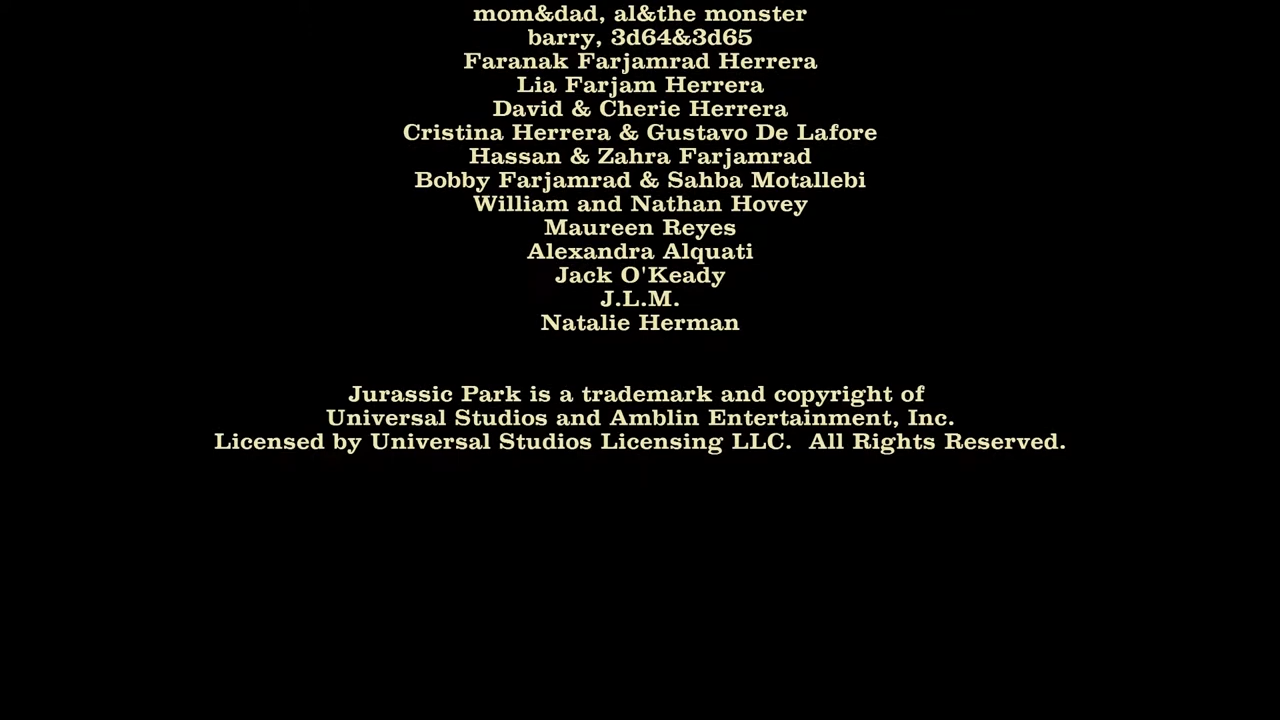 mom&dad, al&the monster
barry, 3d64&3d65
Faranak Farjamrad Herrera
Lia Farjam Herrera
David & Cherie Herrera
Cristina Herrera & Gustavo De Lafore
Hassan & Zahra Farjamrad
Bobby Farjamrad & Sahba Motallebi
William and Nathan Hovey
Maureen Reyes
Alexandra Alquati
Jack O'Keady
J.L.M.
Natalie Herman
Jurassic Park is a trademark and copyright of
Universal Studios and Amblin Entertainment, Inc.
Licensed by Universal Studios Licensing LLC.  All Rights Reserved.